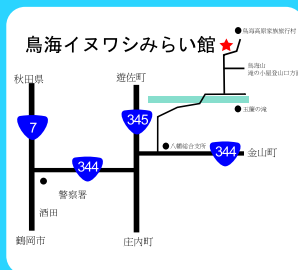 鳥海高原家族旅行村
鳥海イワシみらい館
鳥海山
滝の小屋登山口方面
秋田県
遊佐町
玉簾の滝
7
345
八幡総合支所
344
金山町
344
警察署
酒田
鶴岡市
庄内町